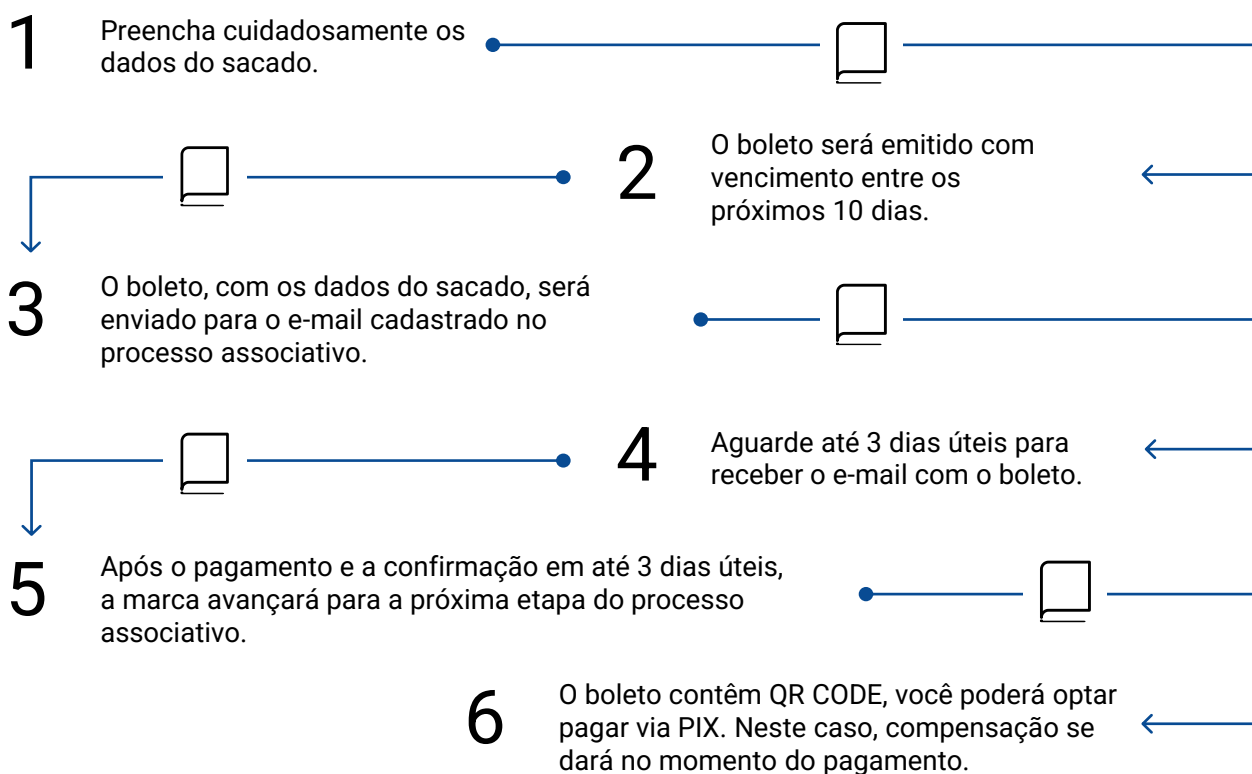 1
Preencha cuidadosamente os
dados do sacado.
2
O boleto será emitido com
vencimento entre os
próximos 10 dias.
3
O boleto, com os dados do sacado, será
enviado para o e-mail cadastrado no
processo associativo.
4
Aguarde até 3 dias úteis para
receber o e-mail com o boleto.
5
Após o pagamento e a confirmação em até 3 dias úteis,
a marca avançará para a próxima etapa do processo
associativo.
6
O boleto contêm QR CODE, você poderá optar
pagar via PIX. Neste caso, compensação se
dará no momento do pagamento.